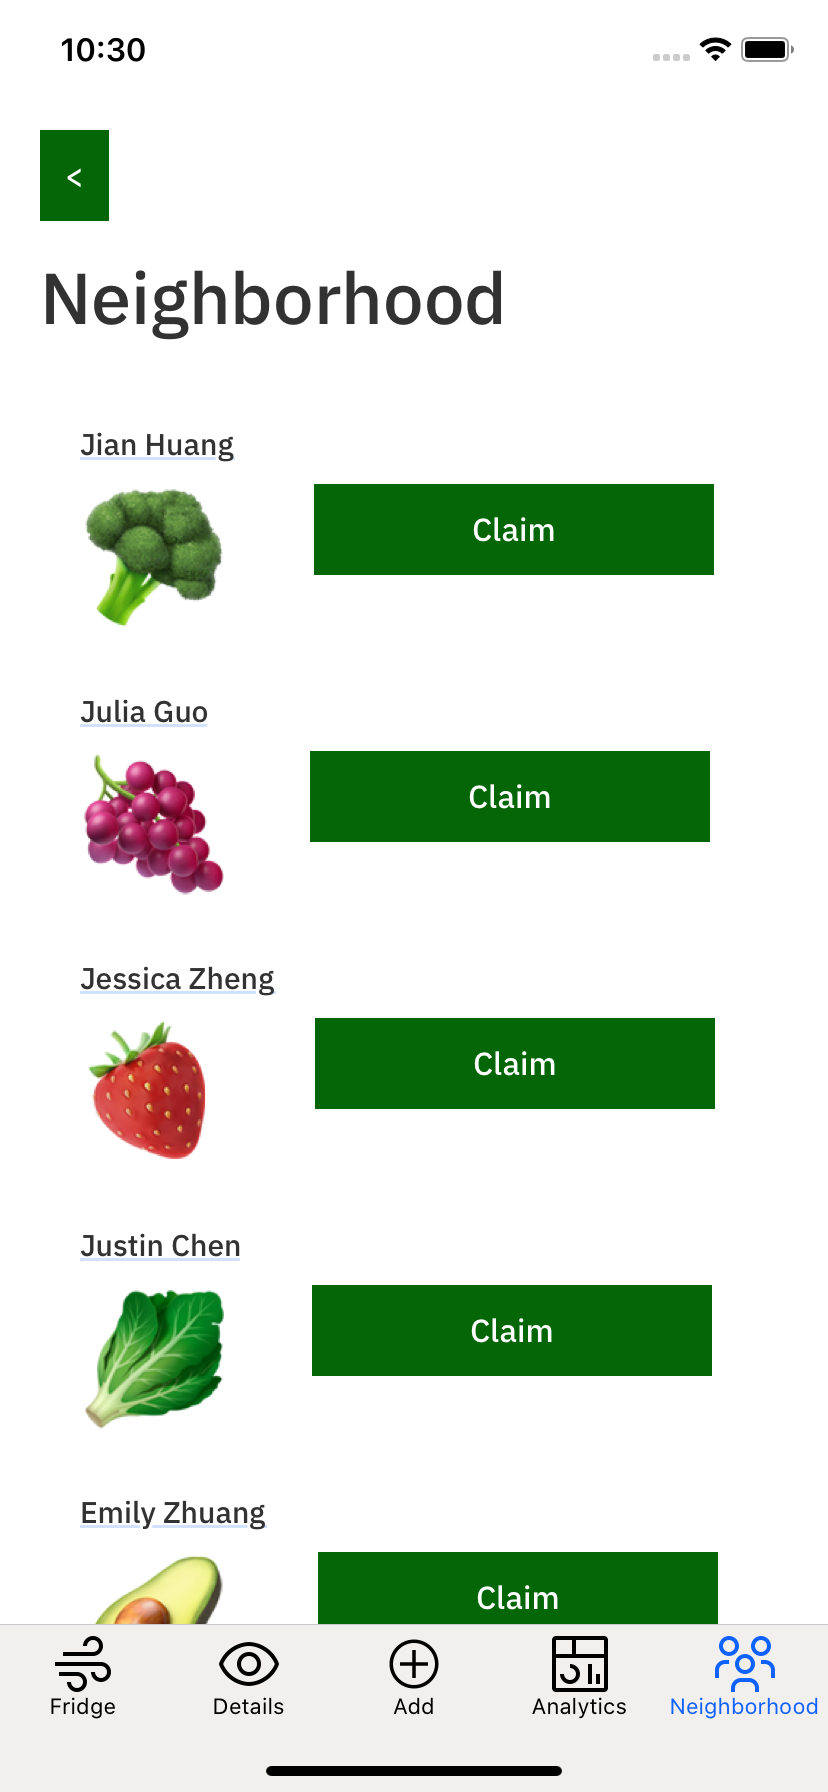 10:30
<
Neighborhood
Jian Huang
Claim
Julia Guo
Claim
Jessica Zheng
Claim
Justin Chen
Claim
Emily Zhuang
Claim
Fridge
Details
Add
Analytics
Neighborhood